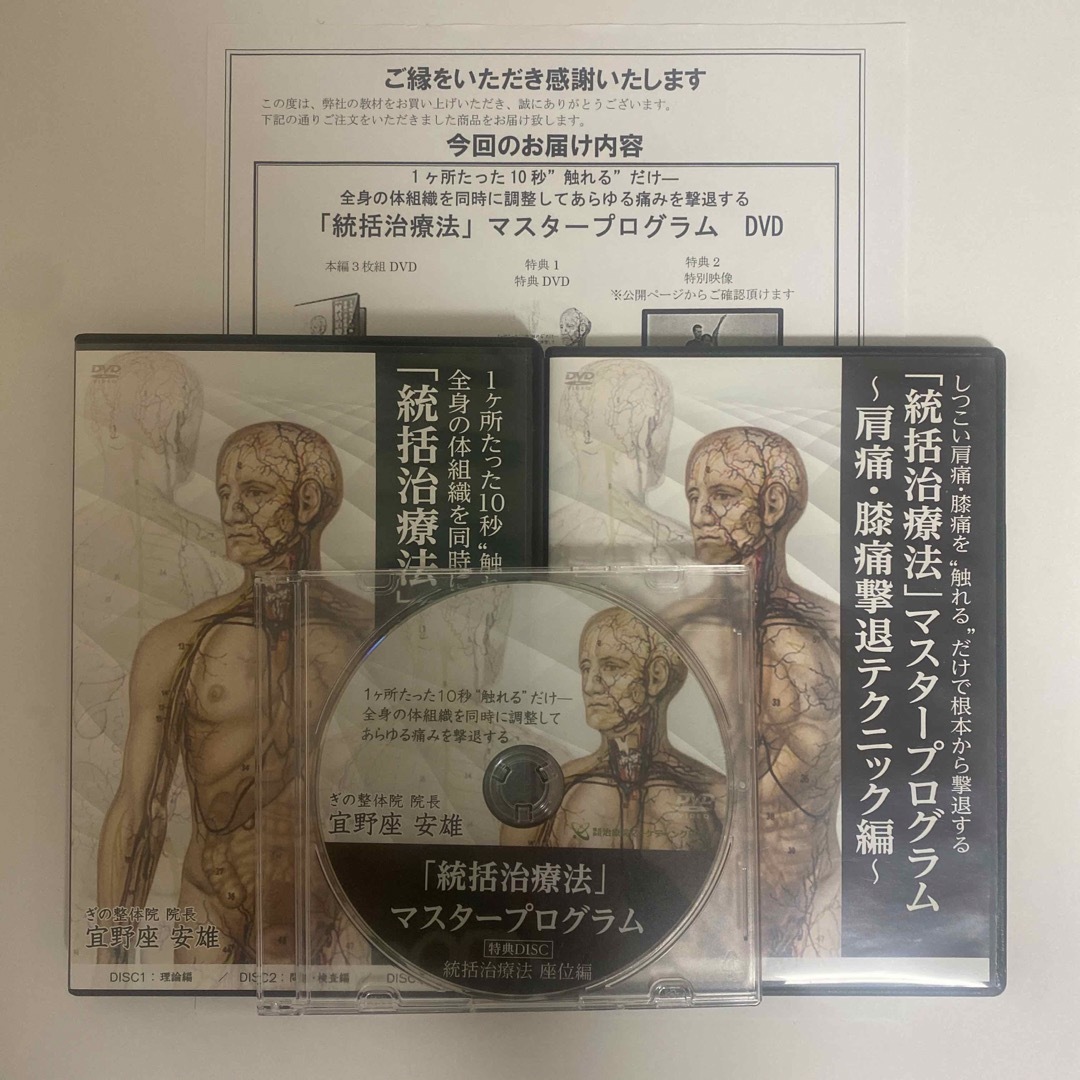 ご縁をいただき感謝いたします
この度は、弊社の教材をお買い上げいただき、誠にありがとうございます。
下記の通りご注文をいただきました商品をお届け致します。
今回のお届け内容
1ヶ所たった10秒”触れる”だけ―
全身の体組織を同時に調整してあらゆる痛みを撃退する
「統括治療法」マスタープログラム DVD
本編3枚組DVD
特典1
特典DVD
特典2
特別映像
※公開ページからご確認頂けます
DVD
1ヶ所たった10秒“触れ
全身の体組織を同時に
「統括治療法」
ぎの整体院 院長
宜野座 安雄
DISC1:理論編 / DISC2: / DISC
DVD
しつこい肩痛・膝痛を“触れる”だけで根本から撃退する
「統括治療法」マスタープログラム
~肩痛・膝痛撃退テクニック編~
1ヶ所たった10秒“触れる”だけ―
全身の体組織を同時に調整して
あらゆる痛みを撃退する
ぎの整体院 院長
宜野座 安雄
DVD
「統括治療法」
マスタープログラム
特典DISC
統括治療法 座位編